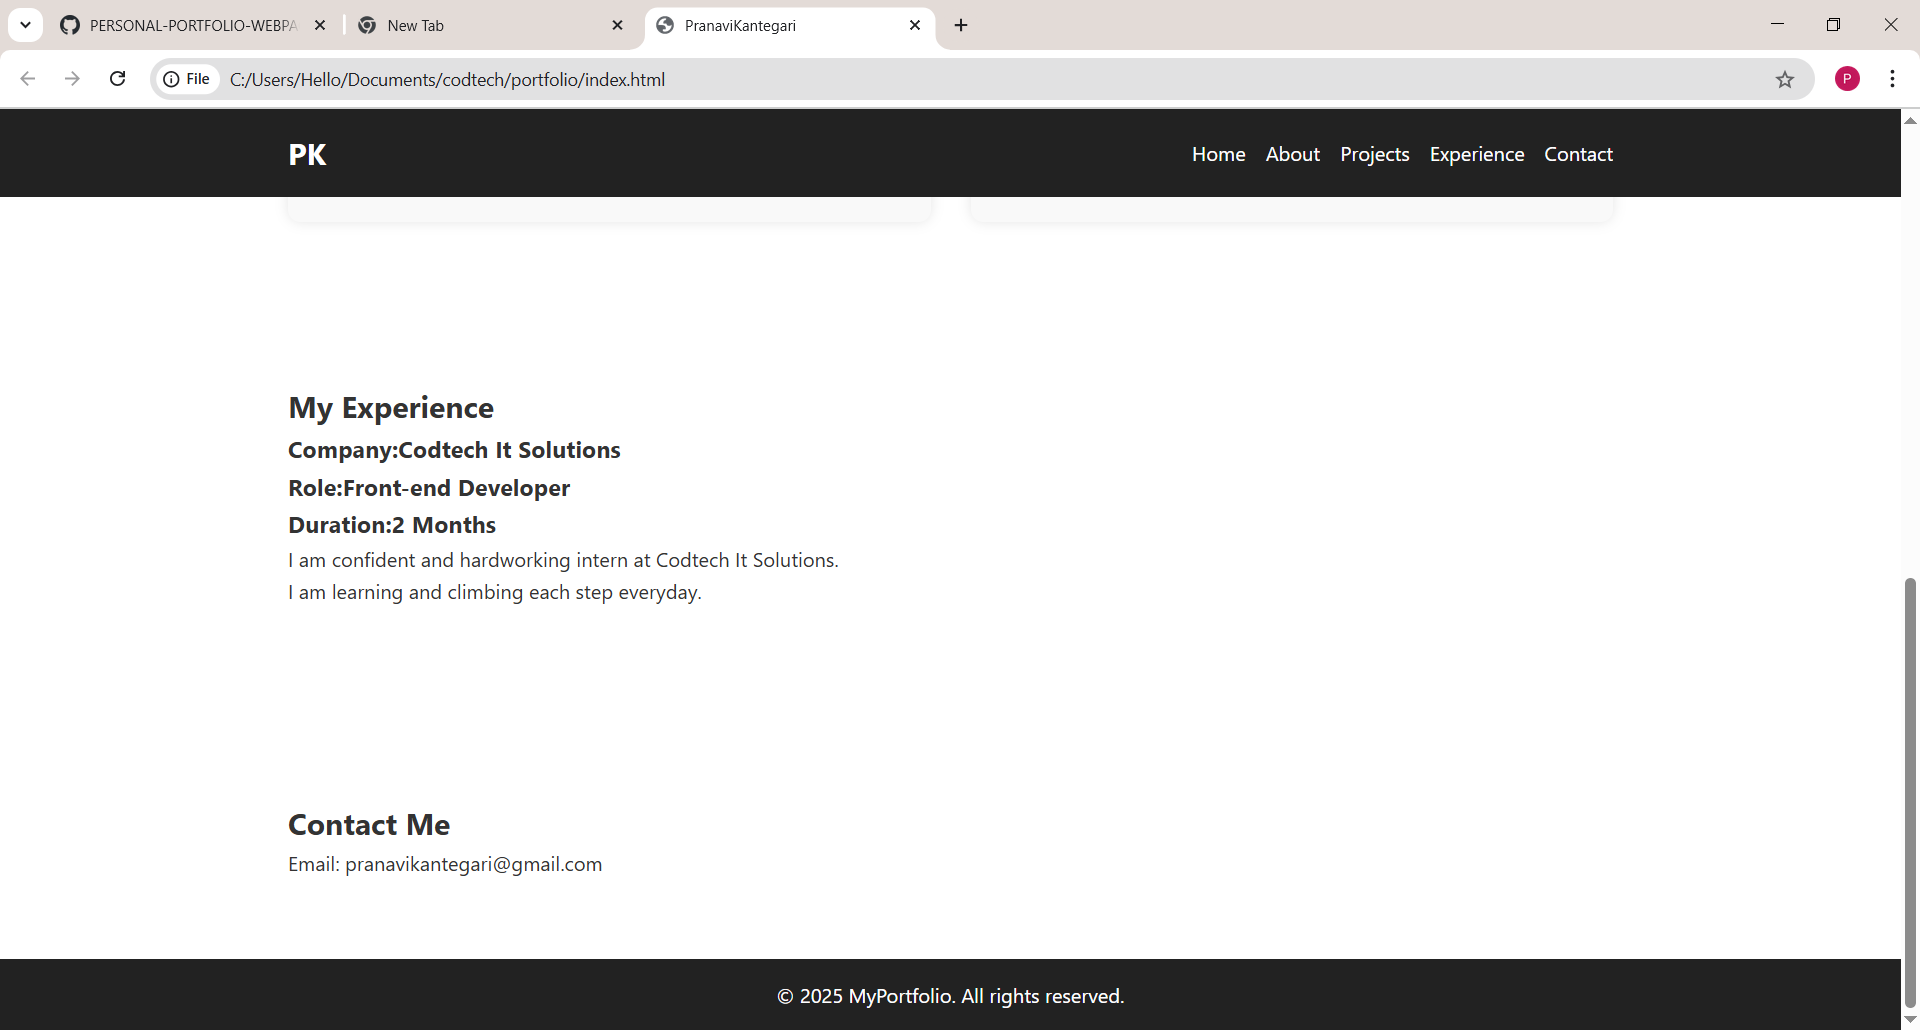 PERSONAL-PORTFOLIO-WEBPA
New Tab
PranaviKantegari
File
C:/Users/Hello/Documents/codtech/portfolio/index.html
P
PK
Home About Projects Experience Contact
My Experience
Company:Codtech It Solutions
Role:Front-end Developer
Duration:2 Months
I am confident and hardworking intern at Codtech It Solutions.
I am learning and climbing each step everyday.
Contact Me
Email: pranavikantegari@gmail.com
© 2025 MyPortfolio. All rights reserved.